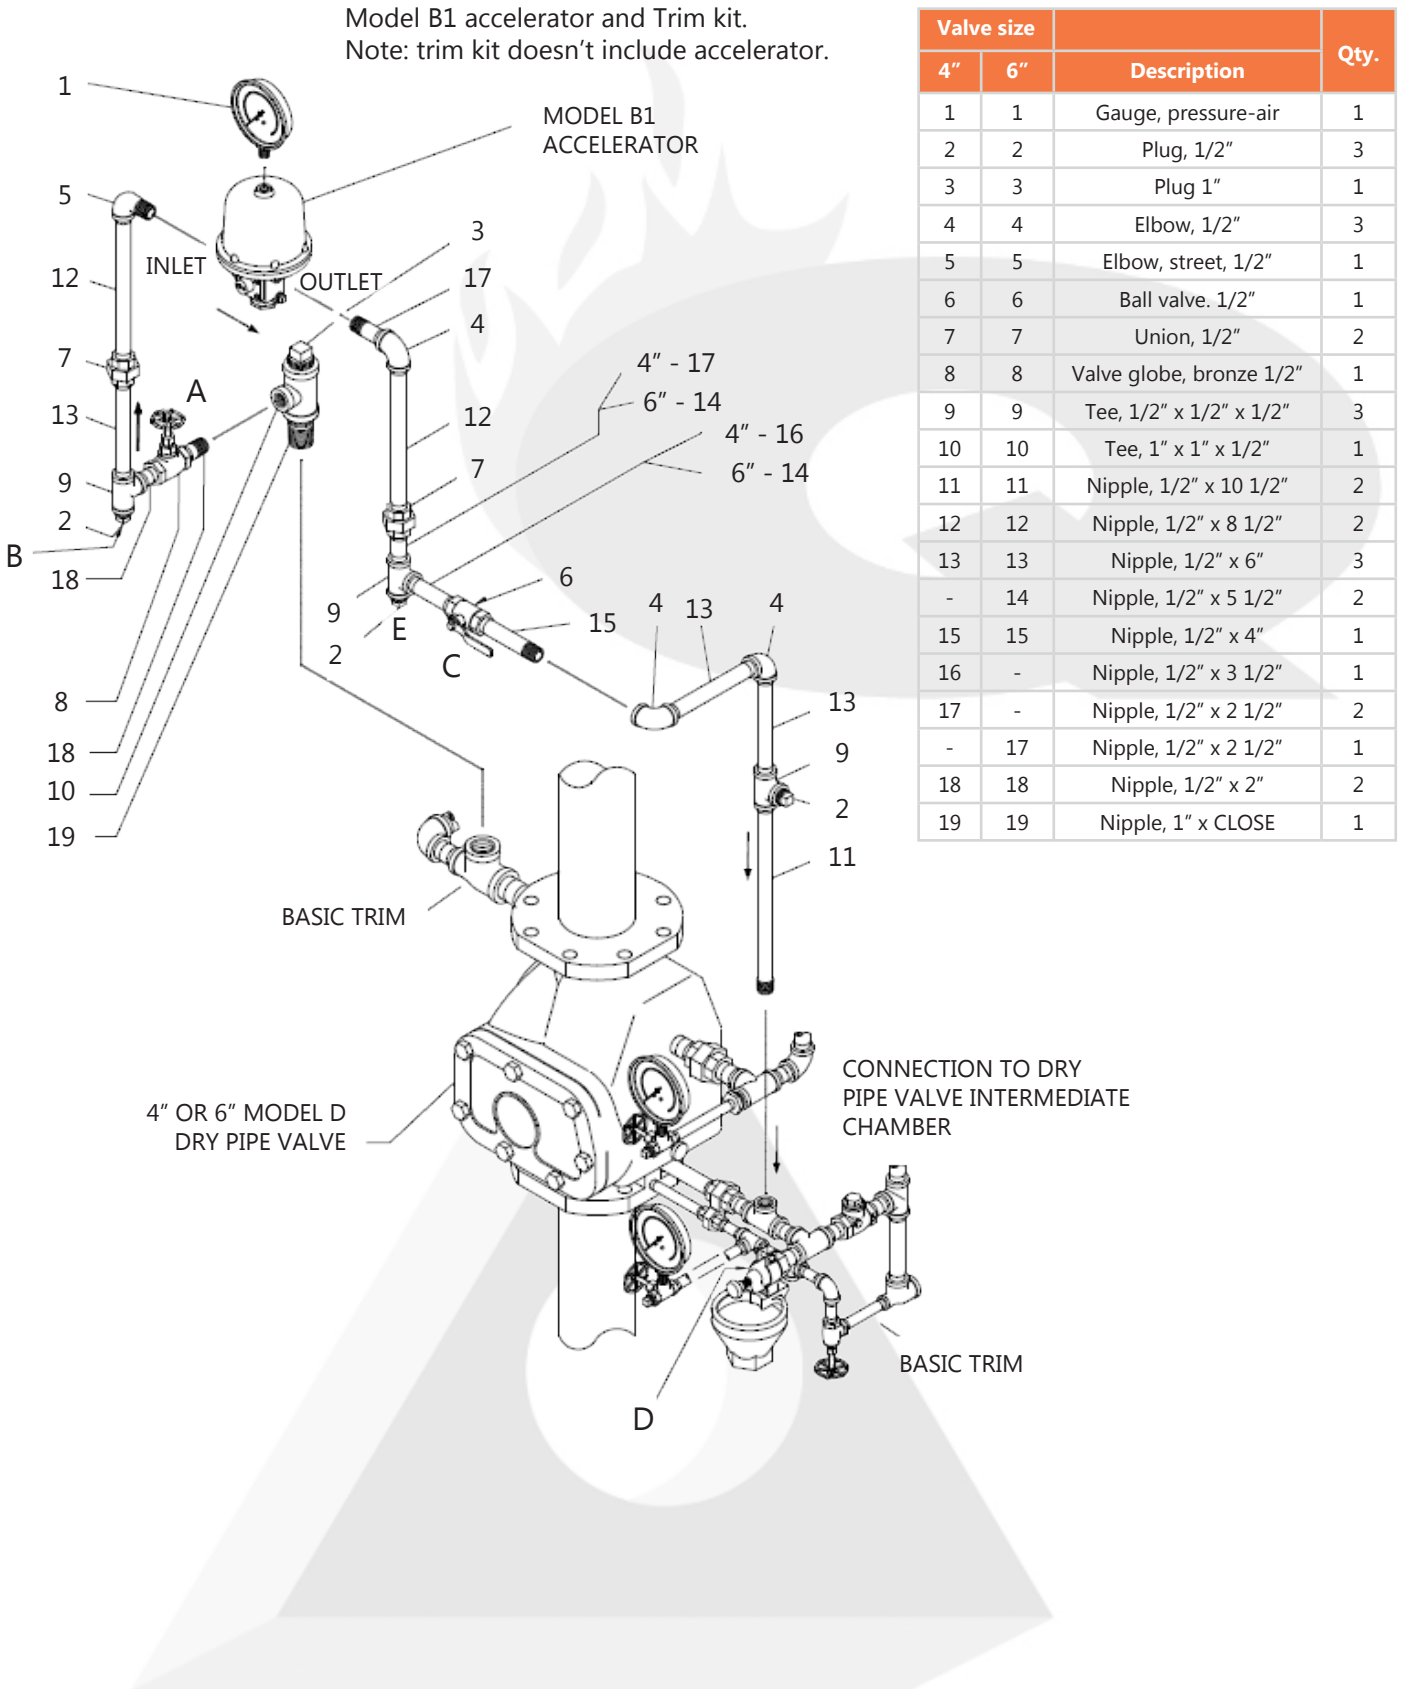 Model B1 accelerator and Trim kit.
Note: trim kit doesn’t include accelerator.
1
MODEL B1
ACCELERATOR
5
3
INLET
OUTLET
12
17
4
7
A
4” - 17
6” - 14
13
12
4” - 16
6” - 14
9
7
2
B
18
6
9
E
15
4
13
4
2
C
8
13
18
9
10
2
19
11
BASIC TRIM
CONNECTION TO DRY
PIPE VALVE INTERMEDIATE
CHAMBER
4” OR 6” MODEL D
DRY PIPE VALVE
BASIC TRIM
D
Valve size Qty.
4” 6” Description
1 1 Gauge, pressure-air 1
2 2 Plug, 1/2” 3
3 3 Plug 1” 1
4 4 Elbow, 1/2” 3
5 5 Elbow, street, 1/2” 1
6 6 Ball valve. 1/2” 1
7 7 Union, 1/2” 2
8 8 Valve globe, bronze 1/2” 1
9 9 Tee, 1/2” x 1/2” x 1/2” 3
10 10 Tee, 1” x 1” x 1/2” 1
11 11 Nipple, 1/2” x 10 1/2” 2
12 12 Nipple, 1/2” x 8 1/2” 2
13 13 Nipple, 1/2” x 6” 3
- 14 Nipple, 1/2” x 5 1/2” 2
15 15 Nipple, 1/2” x 4” 1
16 - Nipple, 1/2” x 3 1/2” 1
17 - Nipple, 1/2” x 2 1/2” 2
- 17 Nipple, 1/2” x 2 1/2” 1
18 18 Nipple, 1/2” x 2” 2
19 19 Nipple, 1” x CLOSE 1